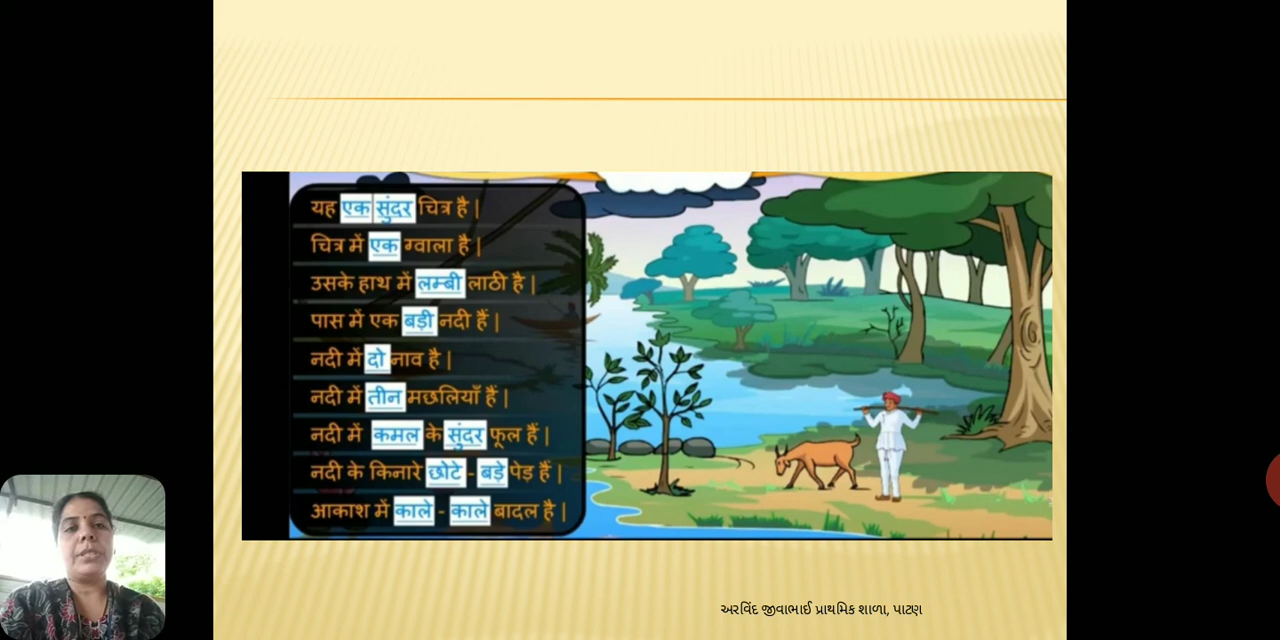 यह एक सुंदर चित्र है |
चित्र में एक ग्वाला है |
उसके हाथ में लम्बी लाठी है |
पास में एक बड़ी नदी हैं |
नदी में दो नाव है |
नदी में तीन मछलियाँ हैं |
नदी में कमल के सुंदर फूल हैं |
नदी के किनारे छोटे - बड़े पेड़ हैं |
आकाश में काले - काले बादल है |
અરવિંદ જીવાભાઈ પ્રાથમિક શાળા, પાટણ